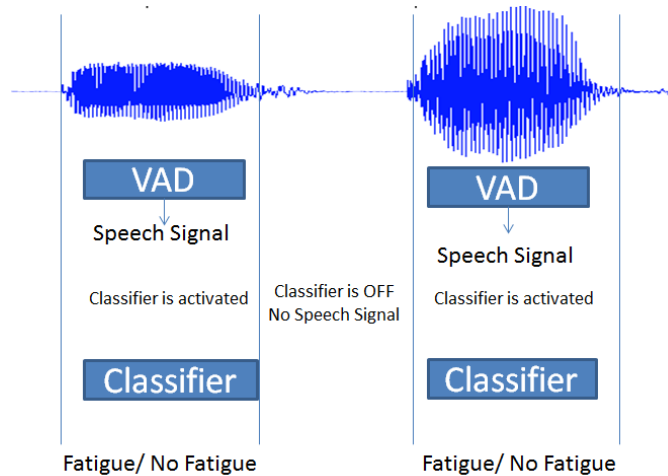 VAD
Speech Signal
Classifier is activated
Classifier
Fatigue/ No Fatigue
Classifier is OFF
No Speech Signal
VAD
Speech Signal
Classifier is activated
Classifier
Fatigue/ No Fatigue